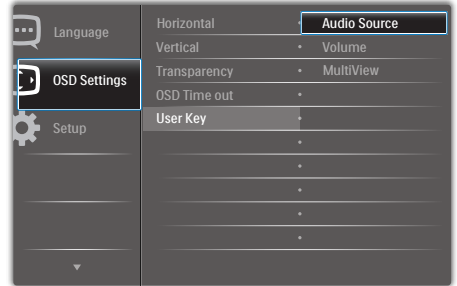 Language
OSD Settings
Setup
Horizontal
Vertical
Transparency
OSD Time out
User Key
Audio Source
Volume
MultiView